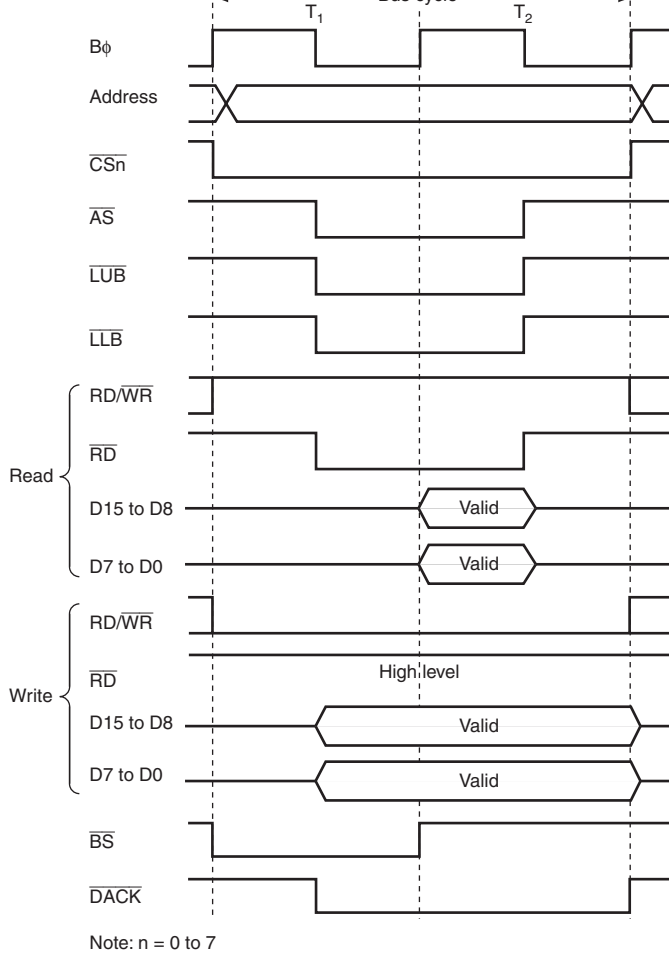 Bus cycle
T1 T2
Bϕ
Address
CSn
AS
LUB
LLB
RD/WR
RD
Read
D15 to D8 Valid
D7 to D0 Valid
RD/WR
High level
RD
Write
D15 to D8 Valid
D7 to D0 Valid
BS
DACK
Note: n = 0 to 7